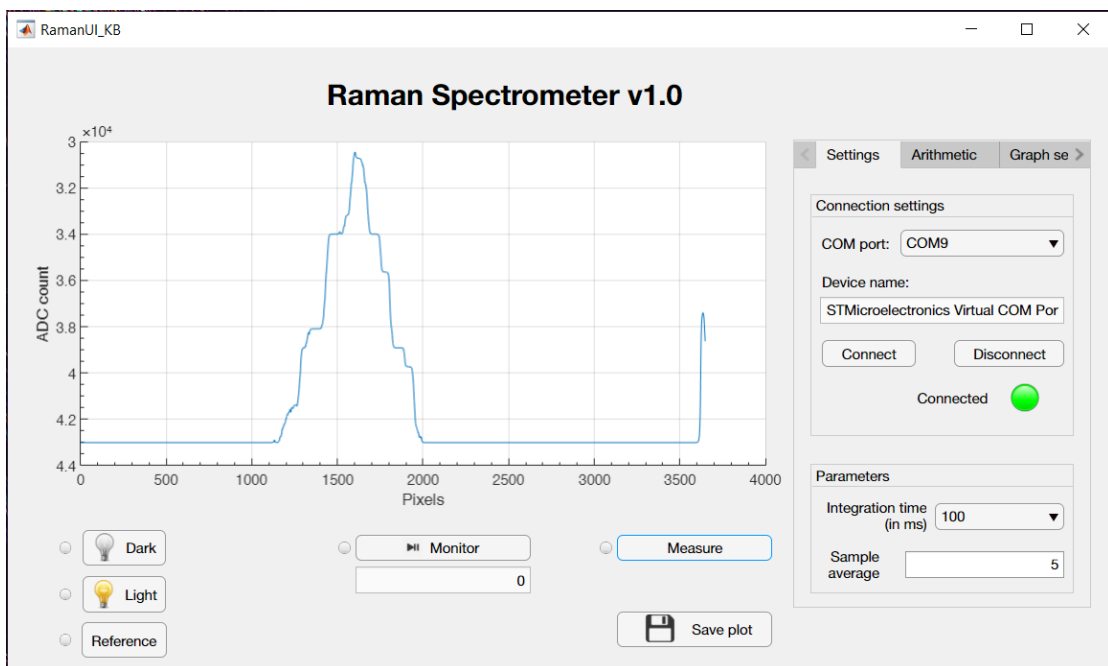 RamanUI_KB
Raman Spectrometer v1.0
×10⁴
3
3.2
3.4
3.6
3.8
4
4.2
4.4
ADC count
0 500 1000 1500 2000 2500 3000 3500 4000
Pixels
Settings Arithmetic Graph se
Connection settings
COM port: COM9
Device name:
STMicroelectronics Virtual COM Por
Connect Disconnect
Connected
Parameters
Integration time
(in ms) 100
Sample
average 5
Dark Monitor Measure
0
Light
Reference
Save plot